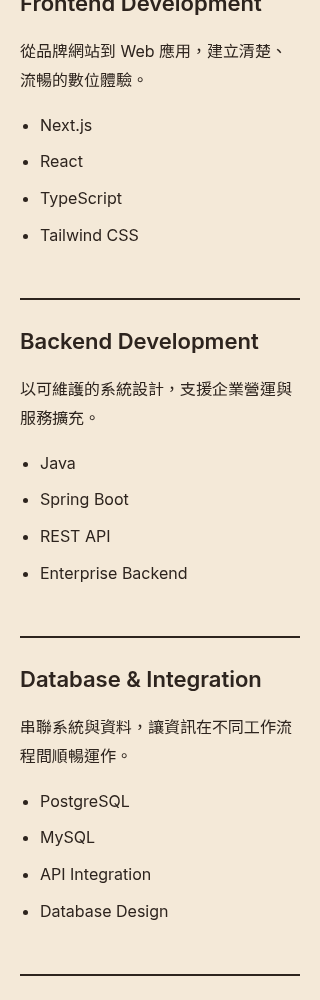 Frontend Development
從品牌網站到 Web 應用，建立清楚、
流暢的數位體驗。
Next.js
React
TypeScript
Tailwind CSS
Backend Development
以可維護的系統設計，支援企業營運與
服務擴充。
Java
Spring Boot
REST API
Enterprise Backend
Database & Integration
串聯系統與資料，讓資訊在不同工作流
程間順暢運作。
PostgreSQL
MySQL
API Integration
Database Design